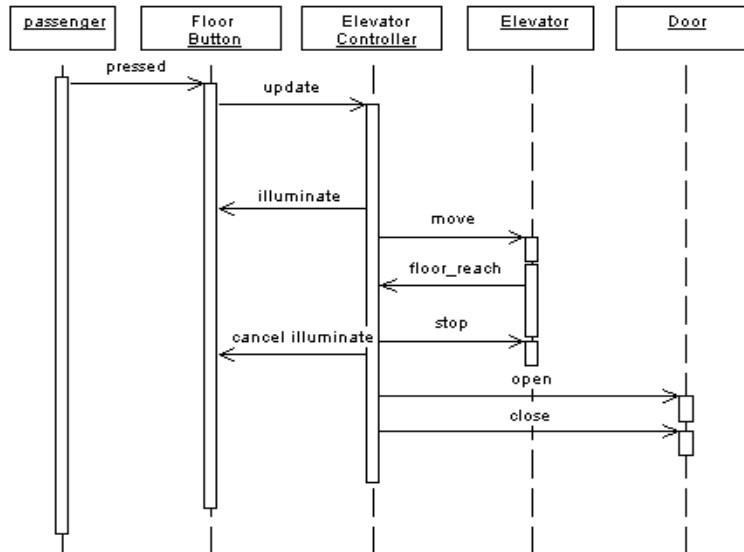 passenger
Floor
Button
Elevator
Controller
Elevator
Door
pressed
update
illuminate
move
floor_reach
stop
cancel illuminate
open
close